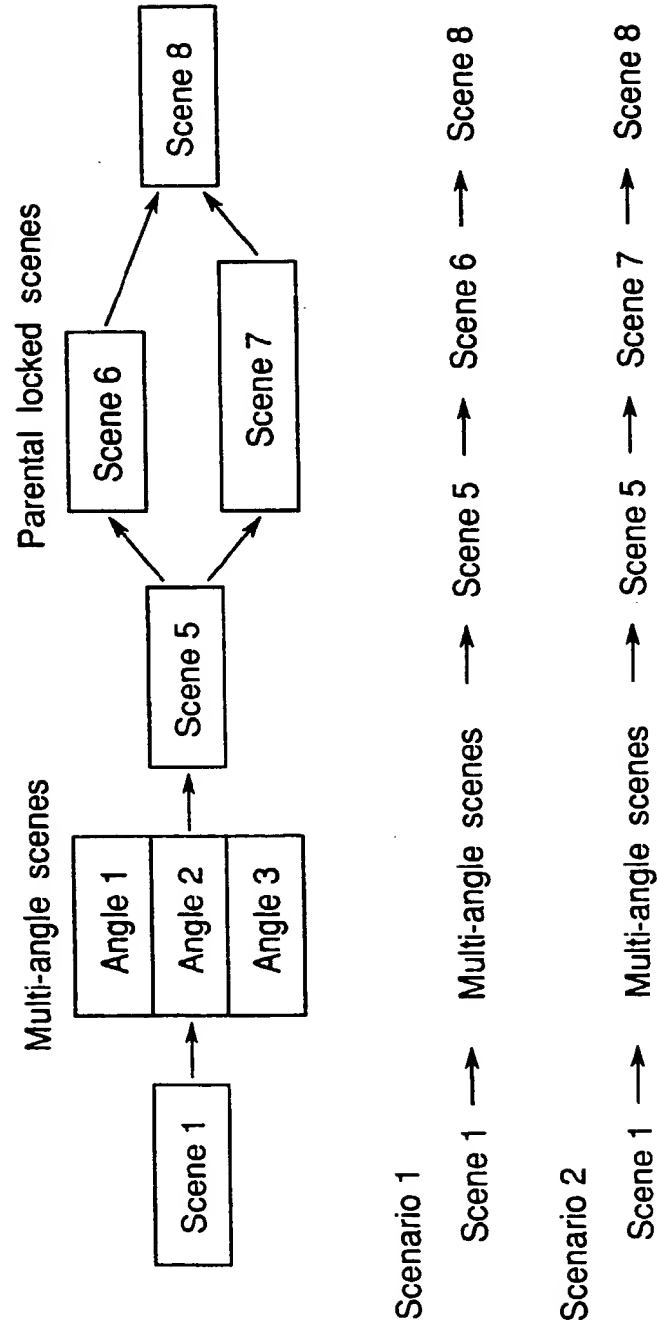 Multi-angle scenes
Parental locked scenes
Scene 1
Angle 1
Angle 2
Angle 3
Scene 5
Scene 6
Scene 7
Scene 8
Scenario 1
Scene 1 → Multi-angle scenes → Scene 5 → Scene 6 → Scene 8
Scenario 2
Scene 1 → Multi-angle scenes → Scene 5 → Scene 7 → Scene 8